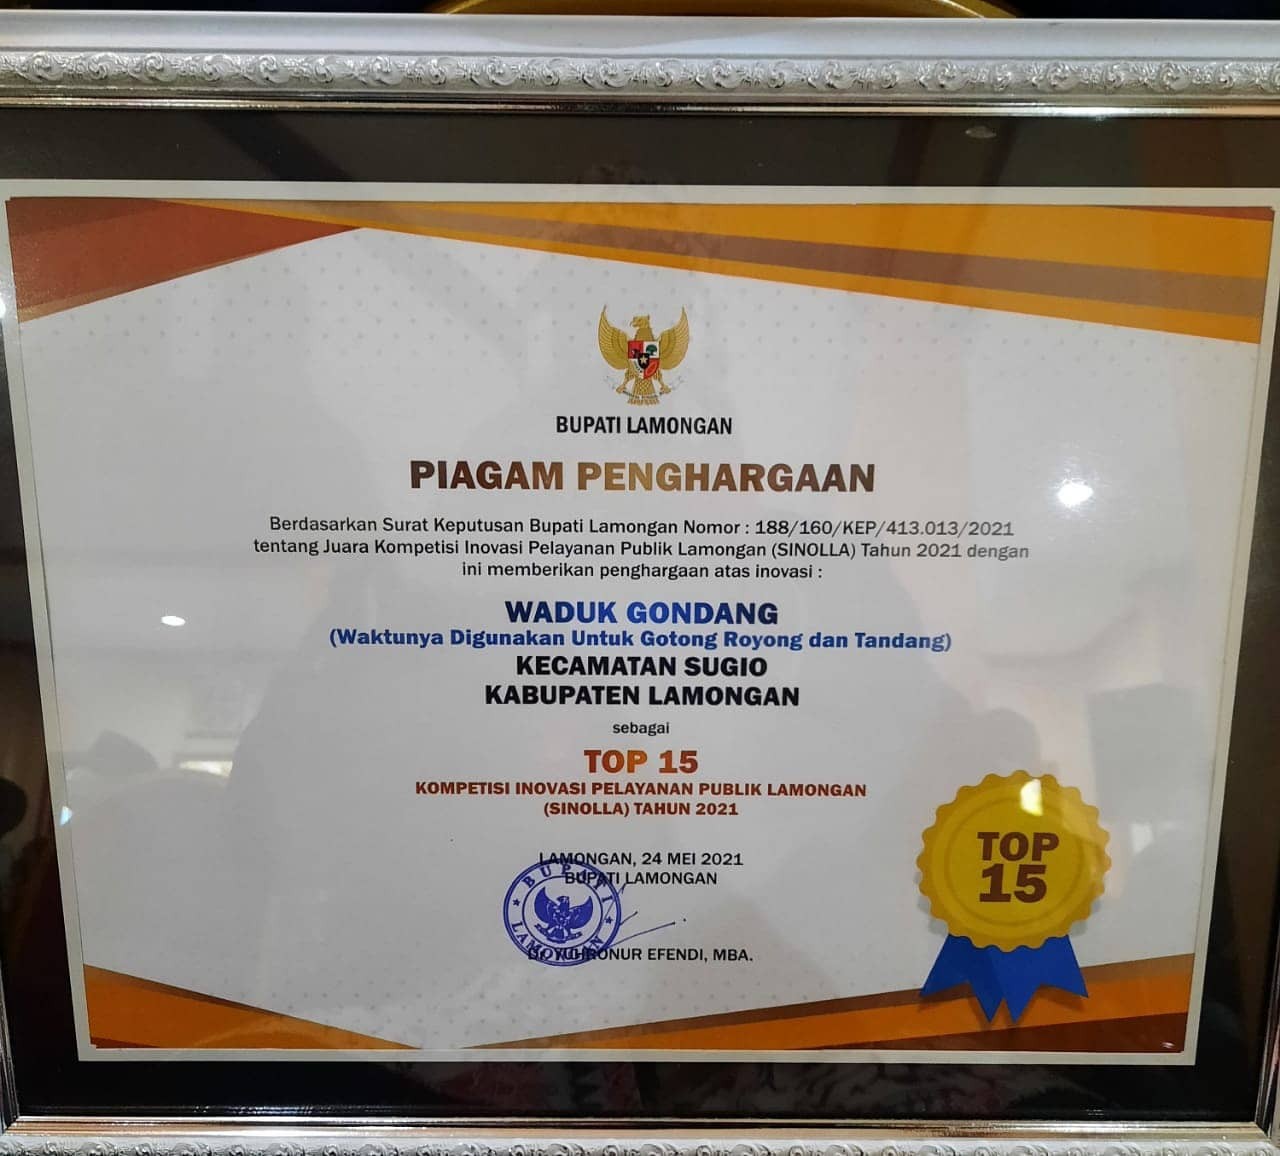 BUPATI LAMONGAN
PIAGAM PENGHARGAAN
Berdasarkan Surat Keputusan Bupati Lamongan Nomor : 188/160/KEP/413.013/2021
tentang Juara Kompetisi Inovasi Pelayanan Publik Lamongan (SINOLLA) Tahun 2021 dengan
ini memberikan penghargaan atas inovasi :
WADUK GONDANG
(Waktunya Digunakan Untuk Gotong Royong dan Tandang)
KECAMATAN SUGIO
KABUPATEN LAMONGAN
sebagai
TOP 15
KOMPETISI INOVASI PELAYANAN PUBLIK LAMONGAN
(SINOLLA) TAHUN 2021
LAMONGAN, 24 MEI 2021
BUPATI LAMONGAN
BUPATI
LAMONGAN
EFENDI, MBA.
TOP
15